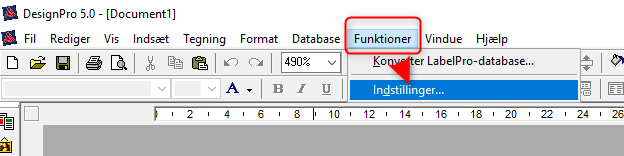 DesignPro 5.0 - [Document1]
Fil Rediger Vis Indsæt Tegning Format Database Funktioner Vindue Hjælp
490% Konverter LabelPro-database...
A B I U Indstillinger...
2 4 6 8 10 12 14 16 18 20 22 24 26